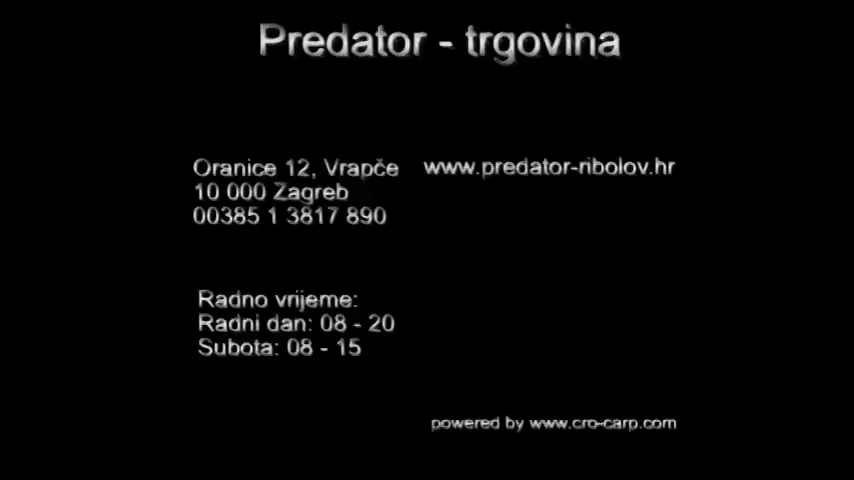 Predator - trgovina
Oranice 12, Vrapče
10 000 Zagreb
00385 1 3817 890
www.predator-ribolov.hr
Radno vrijeme:
Radni dan: 08 - 20
Subota: 08 - 15
powered by www.cro-carp.com